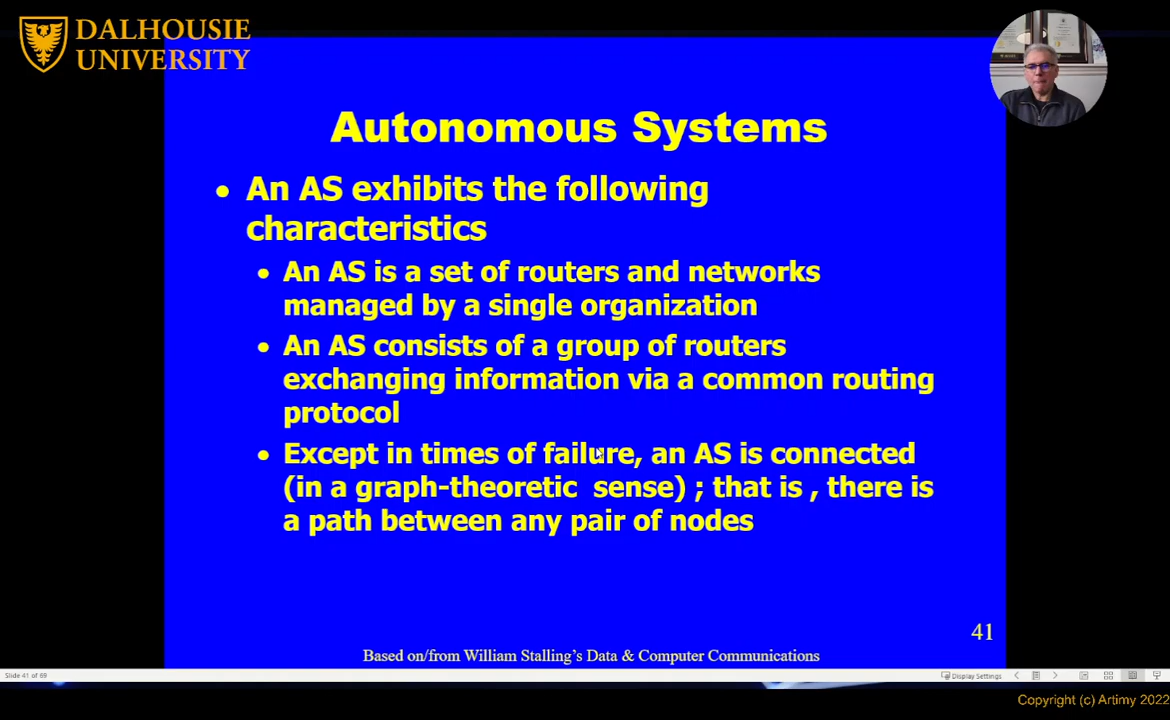 DALHOUSIE
UNIVERSITY
Autonomous Systems
• An AS exhibits the following
characteristics
• An AS is a set of routers and networks
managed by a single organization
• An AS consists of a group of routers
exchanging information via a common routing
protocol
• Except in times of failure, an AS is connected
(in a graph-theoretic sense) ; that is , there is
a path between any pair of nodes
41
Based on/from William Stalling's Data & Computer Communications
Slide 41 of 69
Display Settings
Copyright (c) Artimy 2022